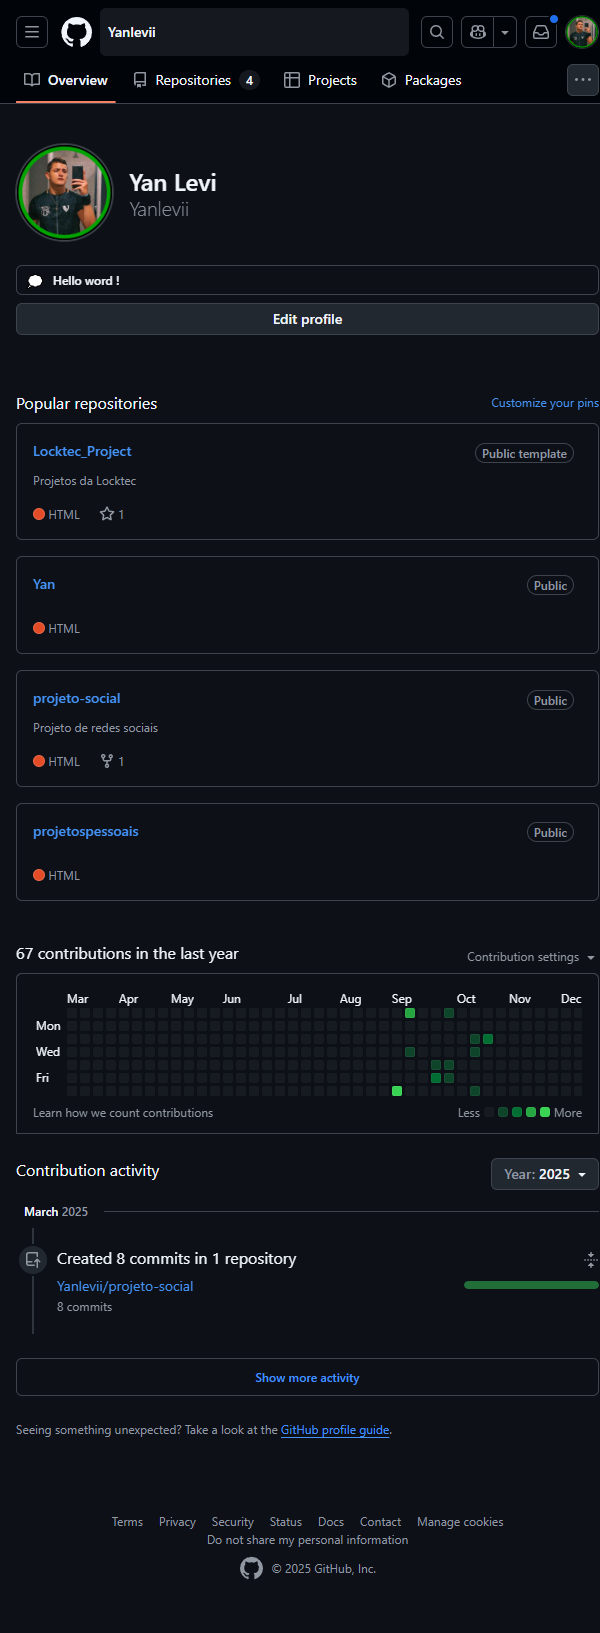 Yanlevii
Overview Repositories 4 Projects Packages
Yan Levi
Yanlevii
Hello word !
Edit profile
Popular repositories Customize your pins
Locktec_Project Public template
Projetos da Locktec
HTML 1
Yan Public
HTML
projeto-social Public
Projeto de redes sociais
HTML 1
projetospessoais Public
HTML
67 contributions in the last year Contribution settings
Mar Apr May Jun Jul Aug Sep Oct Nov Dec
Mon
Wed
Fri
Learn how we count contributions Less More
Contribution activity Year: 2025
March 2025
Created 8 commits in 1 repository
Yanlevii/projeto-social
8 commits
Show more activity
Seeing something unexpected? Take a look at the GitHub profile guide.
Terms Privacy Security Status Docs Contact Manage cookies
Do not share my personal information
© 2025 GitHub, Inc.